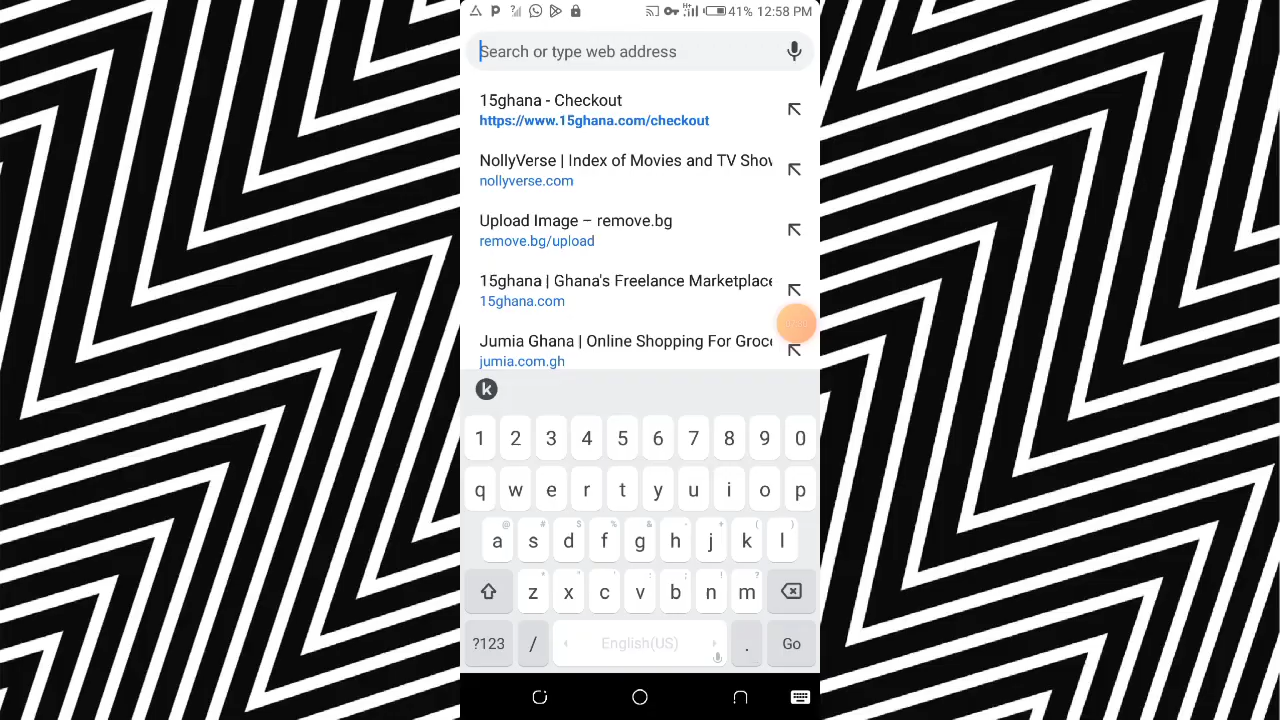 P 41% 12:58 PM
Search or type web address
15ghana - Checkout
https://www.15ghana.com/checkout
NollyVerse | Index of Movies and TV Show
nollyverse.com
Upload Image – remove.bg
remove.bg/upload
15ghana | Ghana's Freelance Marketplace
15ghana.com
Jumia Ghana | Online Shopping For Groce
jumia.com.gh
k
1 2 3 4 5 6 7 8 9 0
q w e r t y u i o p
@ # $ % & - + ( )
a s d f g h j k l
z x c v b n m
?123 / English(US) . Go